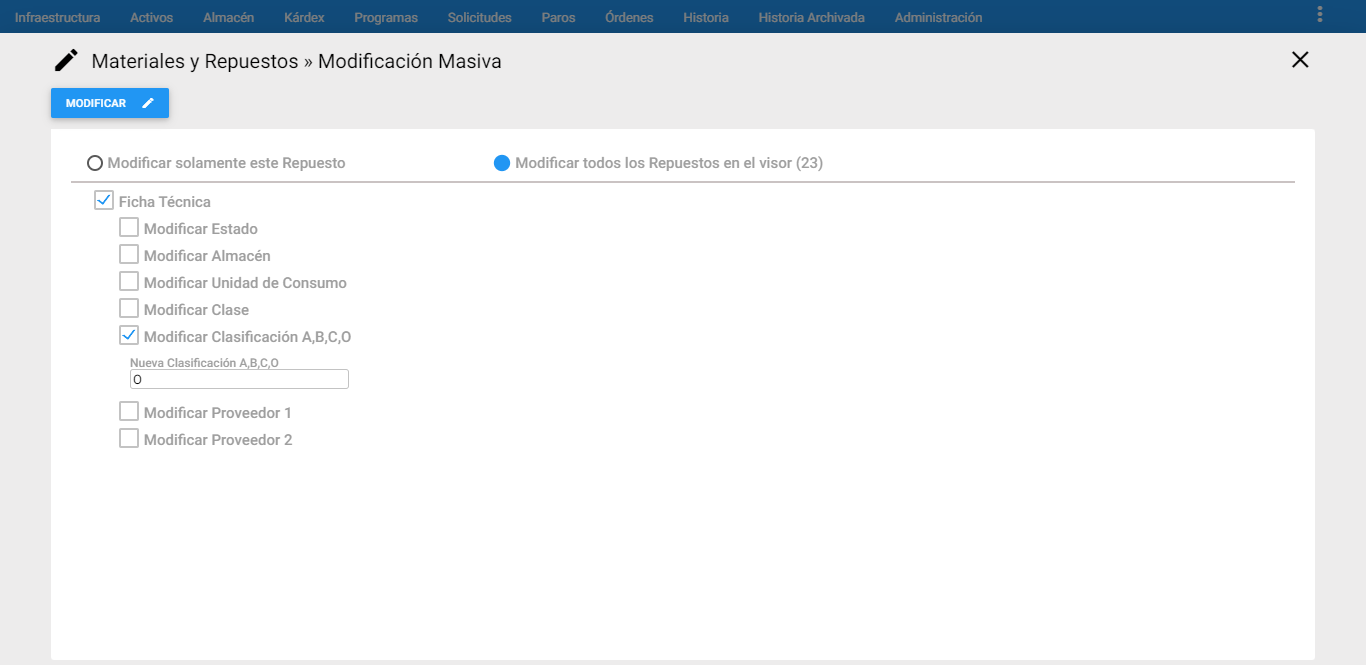 Infraestructura Activos Almacén Kárdex Programas Solicitudes Paros Órdenes Historia Historia Archivada Administración
Materiales y Repuestos » Modificación Masiva
MODIFICAR
Modificar solamente este Repuesto Modificar todos los Repuestos en el visor (23)
Ficha Técnica
Modificar Estado
Modificar Almacén
Modificar Unidad de Consumo
Modificar Clase
Modificar Clasificación A,B,C,O
Nueva Clasificación A,B,C,O
O
Modificar Proveedor 1
Modificar Proveedor 2